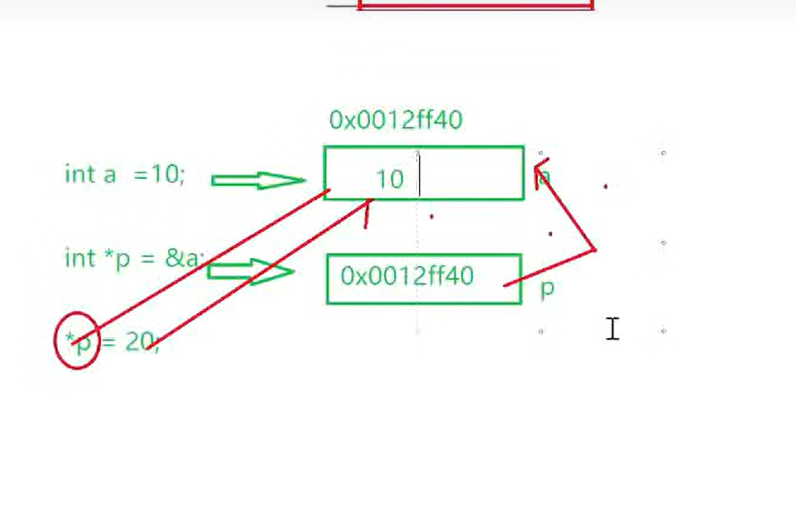 0x0012ff40
int a =10;
10
a
int *p = &a;
0x0012ff40
p
*p = 20;